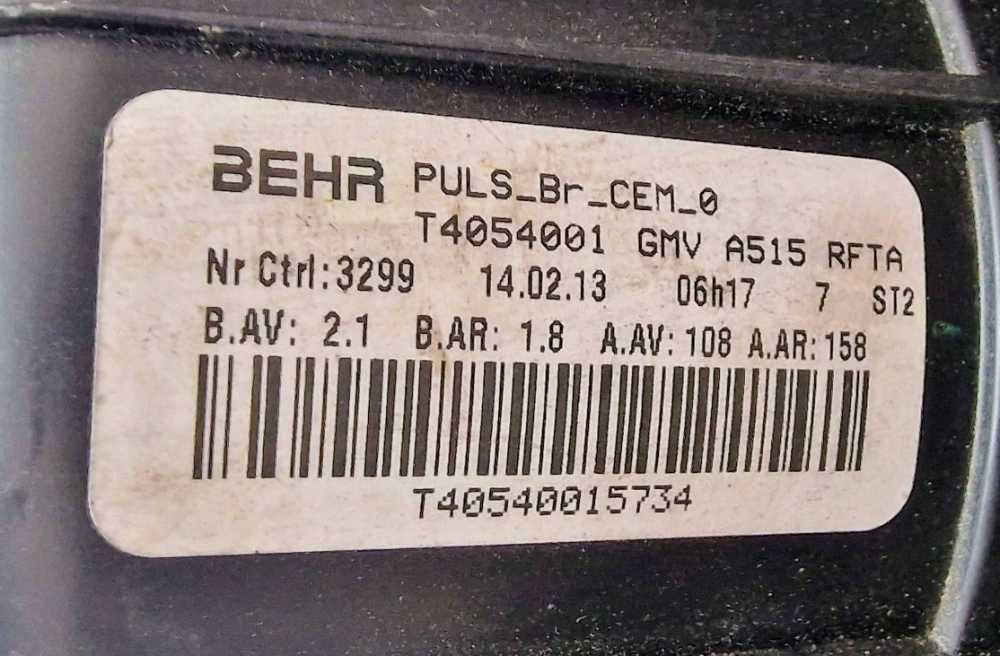 BEHR PULS_Br_CEM_0
T4054001 GMV A515 RFTA
Nr Ctrl:3299 14.02.13 06h17 7 ST2
B.AV: 2.1 B.AR: 1.8 A.AV: 108 A.AR: 158
T40540015734